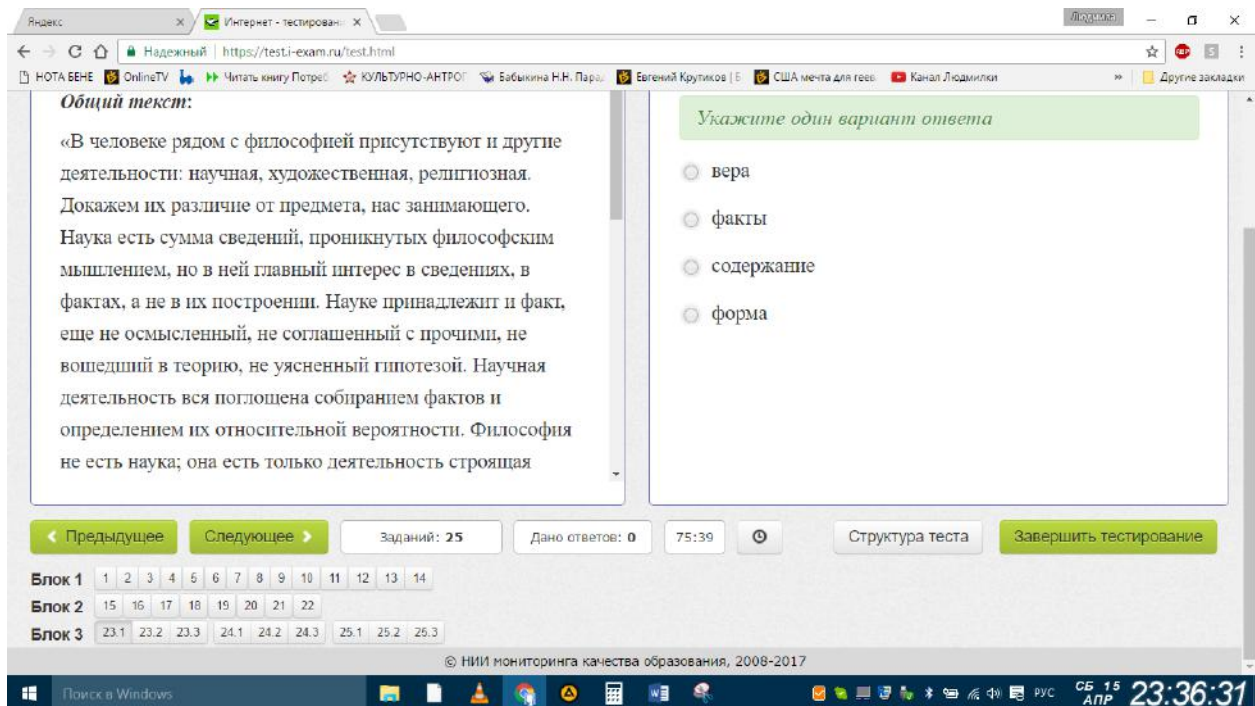 Яндекс
Интернет - тестирован
Надежный | https://test.i-exam.ru/test.html
НОТА БЕНЕ OnlineTV Читать книгу Потреб КУЛЬТУРНО-АНТРОГ Бабыкина Н.Н. Пара Евгений Крутиков | Б США мечта для геев Канал Людмилки » Другие закладки
Общий текст:
«В человеке рядом с философией присутствуют и другие
деятельности: научная, художественная, религиозная.
Докажем их различие от предмета, нас занимающего.
Наука есть сумма сведений, проникнутых философским
мышлением, но в ней главный интерес в сведениях, в
фактах, а не в их построении. Науке принадлежит и факт,
еще не осмысленный, не соглашенный с прочими, не
вошедший в теорию, не уясненный гипотезой. Научная
деятельность вся поглощена собиранием фактов и
определением их относительной вероятности. Философия
не есть наука; она есть только деятельность строящая
Укажите один вариант ответа
вера
факты
содержание
форма
Предыдущее Следующее Заданий: 25 Дано ответов: 0 75:39 Структура теста Завершить тестирование
Блок 1 1 2 3 4 5 6 7 8 9 10 11 12 13 14
Блок 2 15 16 17 18 19 20 21 22
Блок 3 23.1 23.2 23.3 24.1 24.2 24.3 25.1 25.2 25.3
© НИИ мониторинга качества образования, 2008-2017
Поиск в Windows РУС СБ 15 АПР 23:36:31